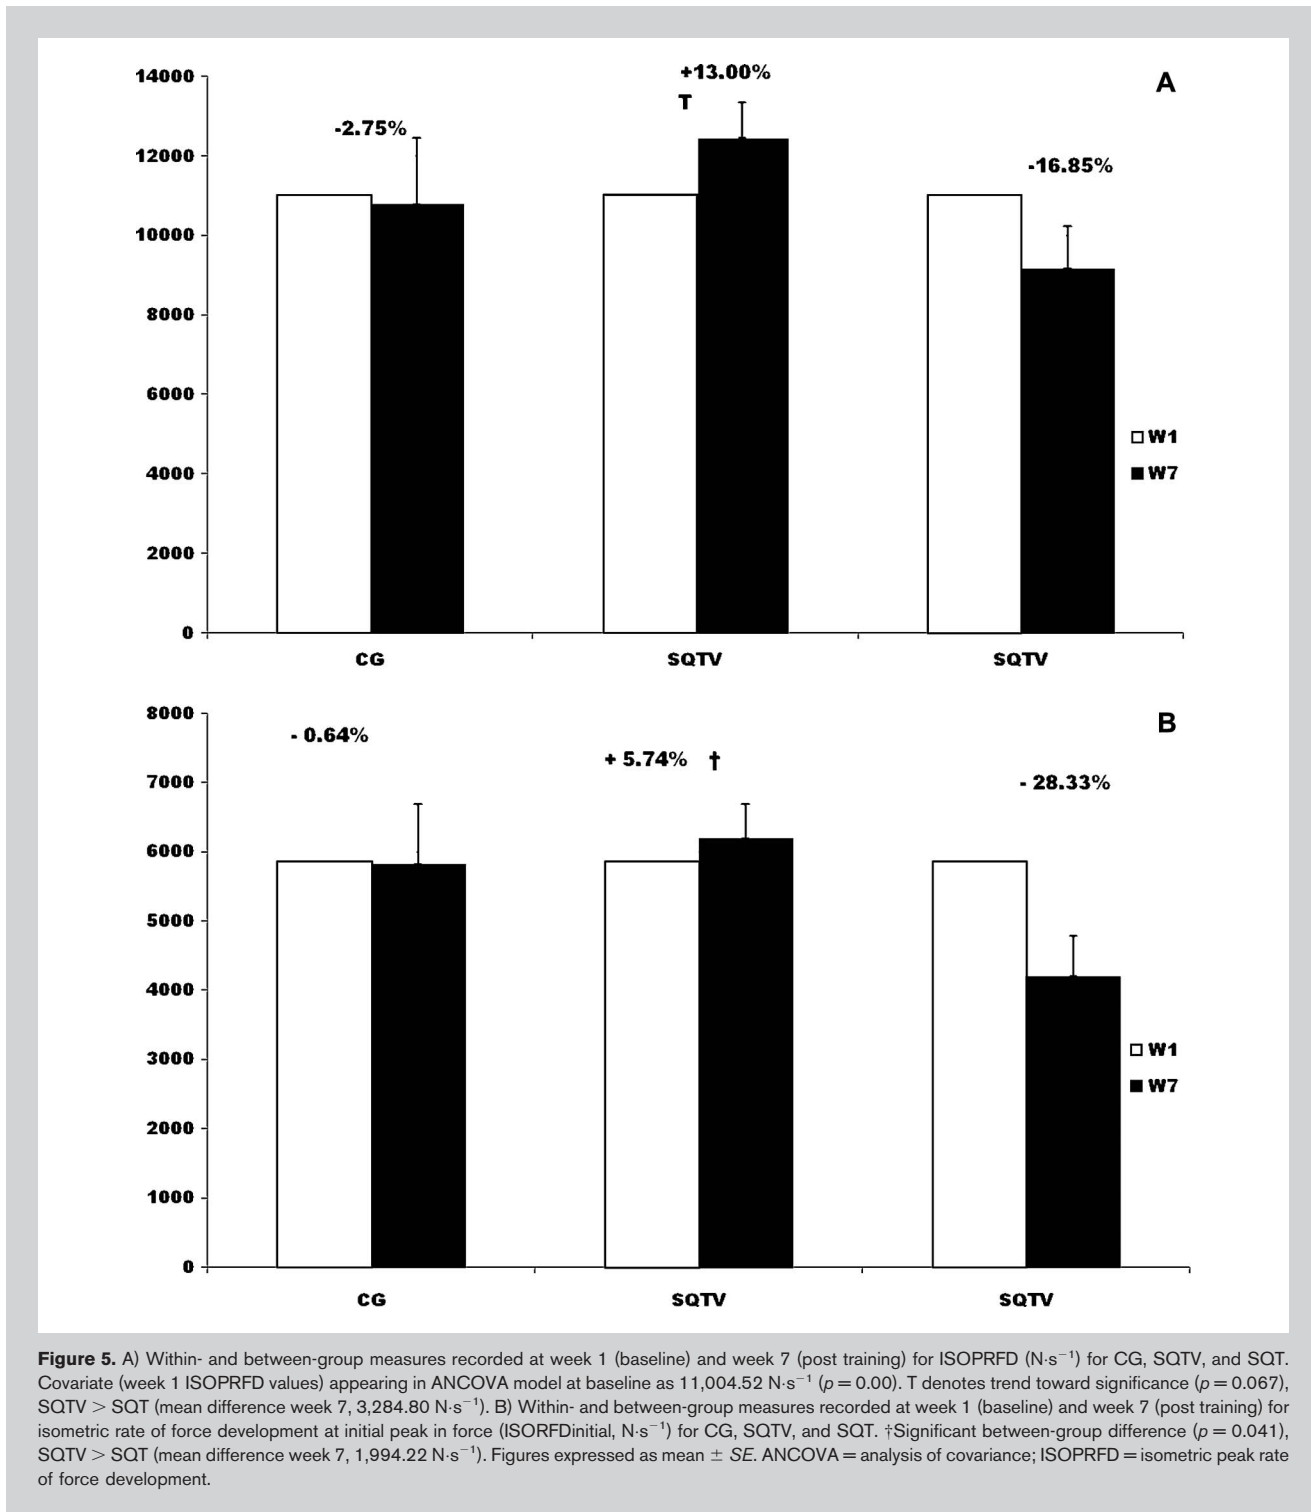 A
14000
12000
10000
8000
6000
4000
2000
0
-2.75%
+13.00%
T
-16.85%
W1
W7
CG SQTV SQTV
B
8000
7000
6000
5000
4000
3000
2000
1000
0
- 0.64%
+ 5.74% †
- 28.33%
W1
W7
CG SQTV SQTV
Figure 5. A) Within- and between-group measures recorded at week 1 (baseline) and week 7 (post training) for ISOPRFD (N·s⁻¹) for CG, SQTV, and SQT.
Covariate (week 1 ISOPRFD values) appearing in ANCOVA model at baseline as 11,004.52 N·s⁻¹ (p = 0.00). T denotes trend toward significance (p = 0.067),
SQTV > SQT (mean difference week 7, 3,284.80 N·s⁻¹). B) Within- and between-group measures recorded at week 1 (baseline) and week 7 (post training) for
isometric rate of force development at initial peak in force (ISORFDinitial, N·s⁻¹) for CG, SQTV, and SQT. †Significant between-group difference (p = 0.041),
SQTV > SQT (mean difference week 7, 1,994.22 N·s⁻¹). Figures expressed as mean ± SE. ANCOVA = analysis of covariance; ISOPRFD = isometric peak rate
of force development.